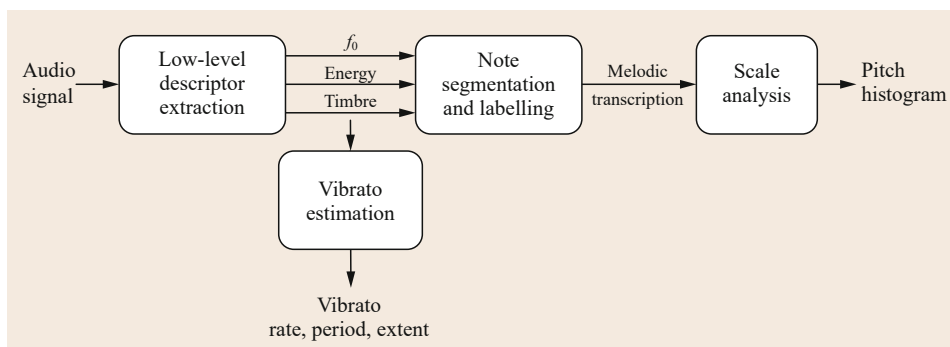 Audio
signal
Low-level
descriptor
extraction
f0
Energy
Timbre
Note
segmentation
and labelling
Melodic
transcription
Scale
analysis
Pitch
histogram
Vibrato
estimation
Vibrato
rate, period, extent